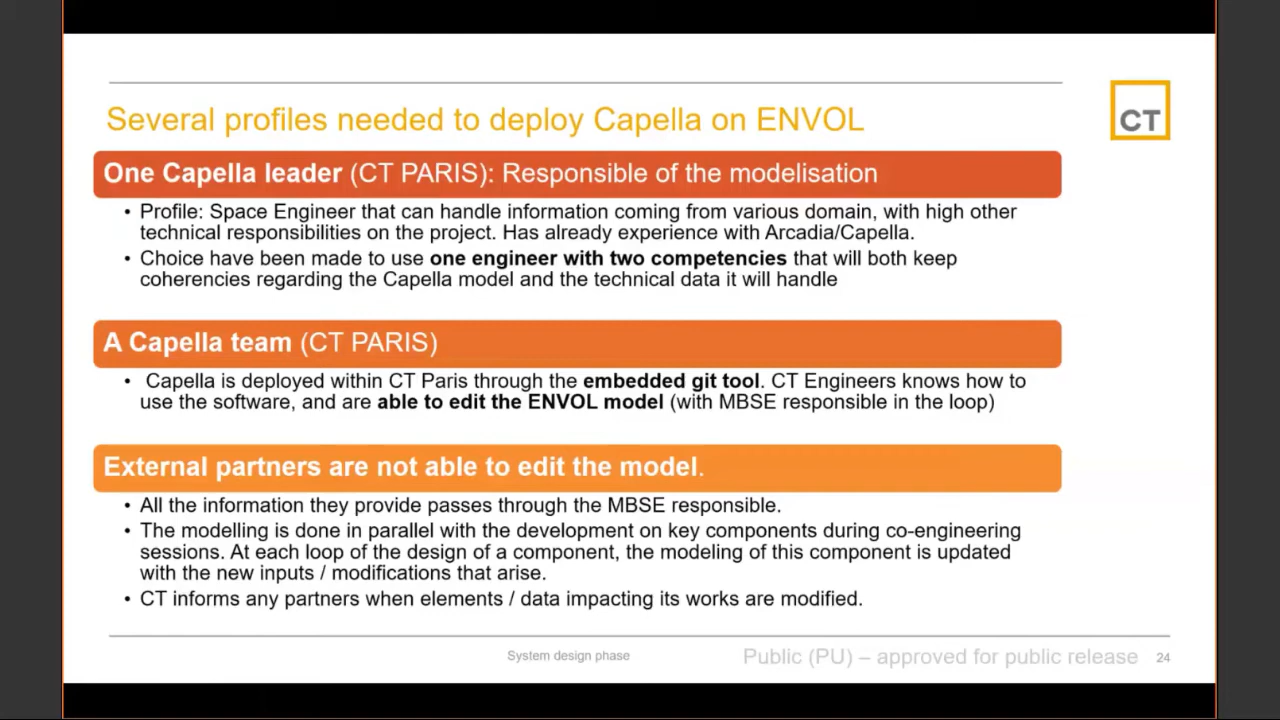 CT
Several profiles needed to deploy Capella on ENVOL
One Capella leader (CT PARIS): Responsible of the modelisation
• Profile: Space Engineer that can handle information coming from various domain, with high other
technical responsibilities on the project. Has already experience with Arcadia/Capella.
• Choice have been made to use one engineer with two competencies that will both keep
coherencies regarding the Capella model and the technical data it will handle
A Capella team (CT PARIS)
• Capella is deployed within CT Paris through the embedded git tool. CT Engineers knows how to
use the software, and are able to edit the ENVOL model (with MBSE responsible in the loop)
External partners are not able to edit the model.
• All the information they provide passes through the MBSE responsible.
• The modelling is done in parallel with the development on key components during co-engineering
sessions. At each loop of the design of a component, the modeling of this component is updated
with the new inputs / modifications that arise.
• CT informs any partners when elements / data impacting its works are modified.
System design phase
Public (PU) – approved for public release 24